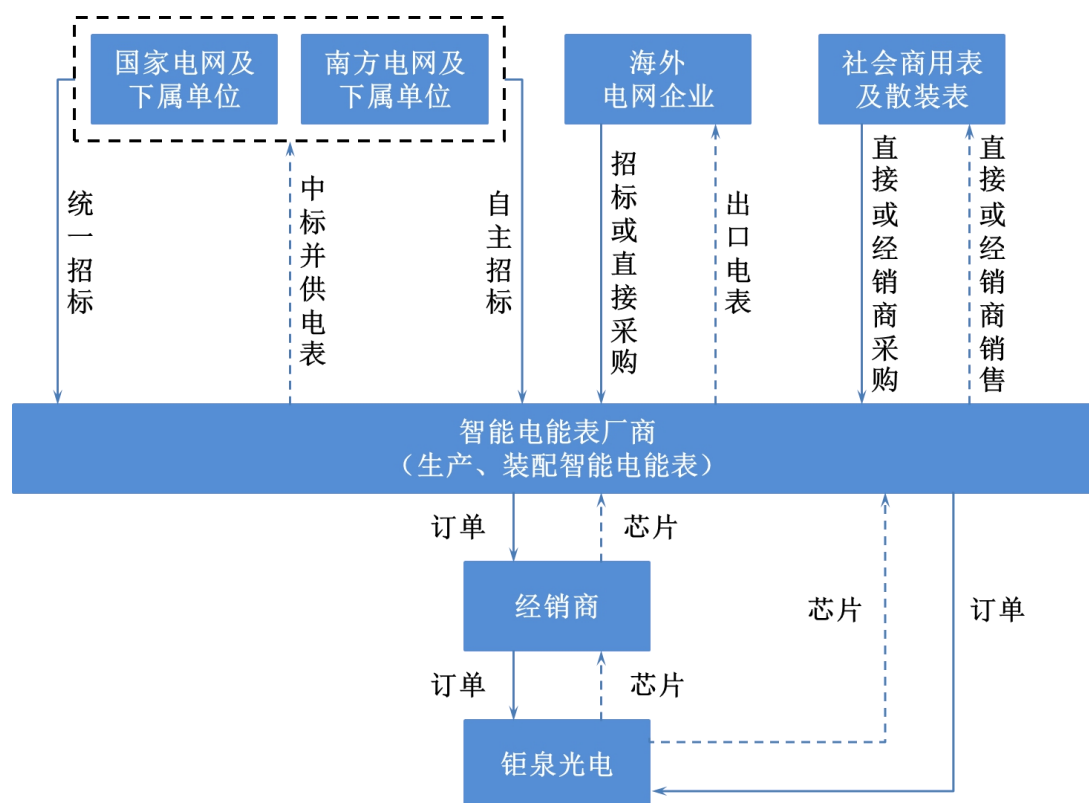 国家电网及
下属单位
南方电网及
下属单位
海外
电网企业
社会商用表
及散装表
统一招标
中标并供电表
自主招标
招标或直接采购
出口电表
直接或经销商采购
直接或经销商销售
智能电能表厂商
（生产、装配智能电能表）
订单
芯片
经销商
芯片
订单
订单
芯片
钜泉光电